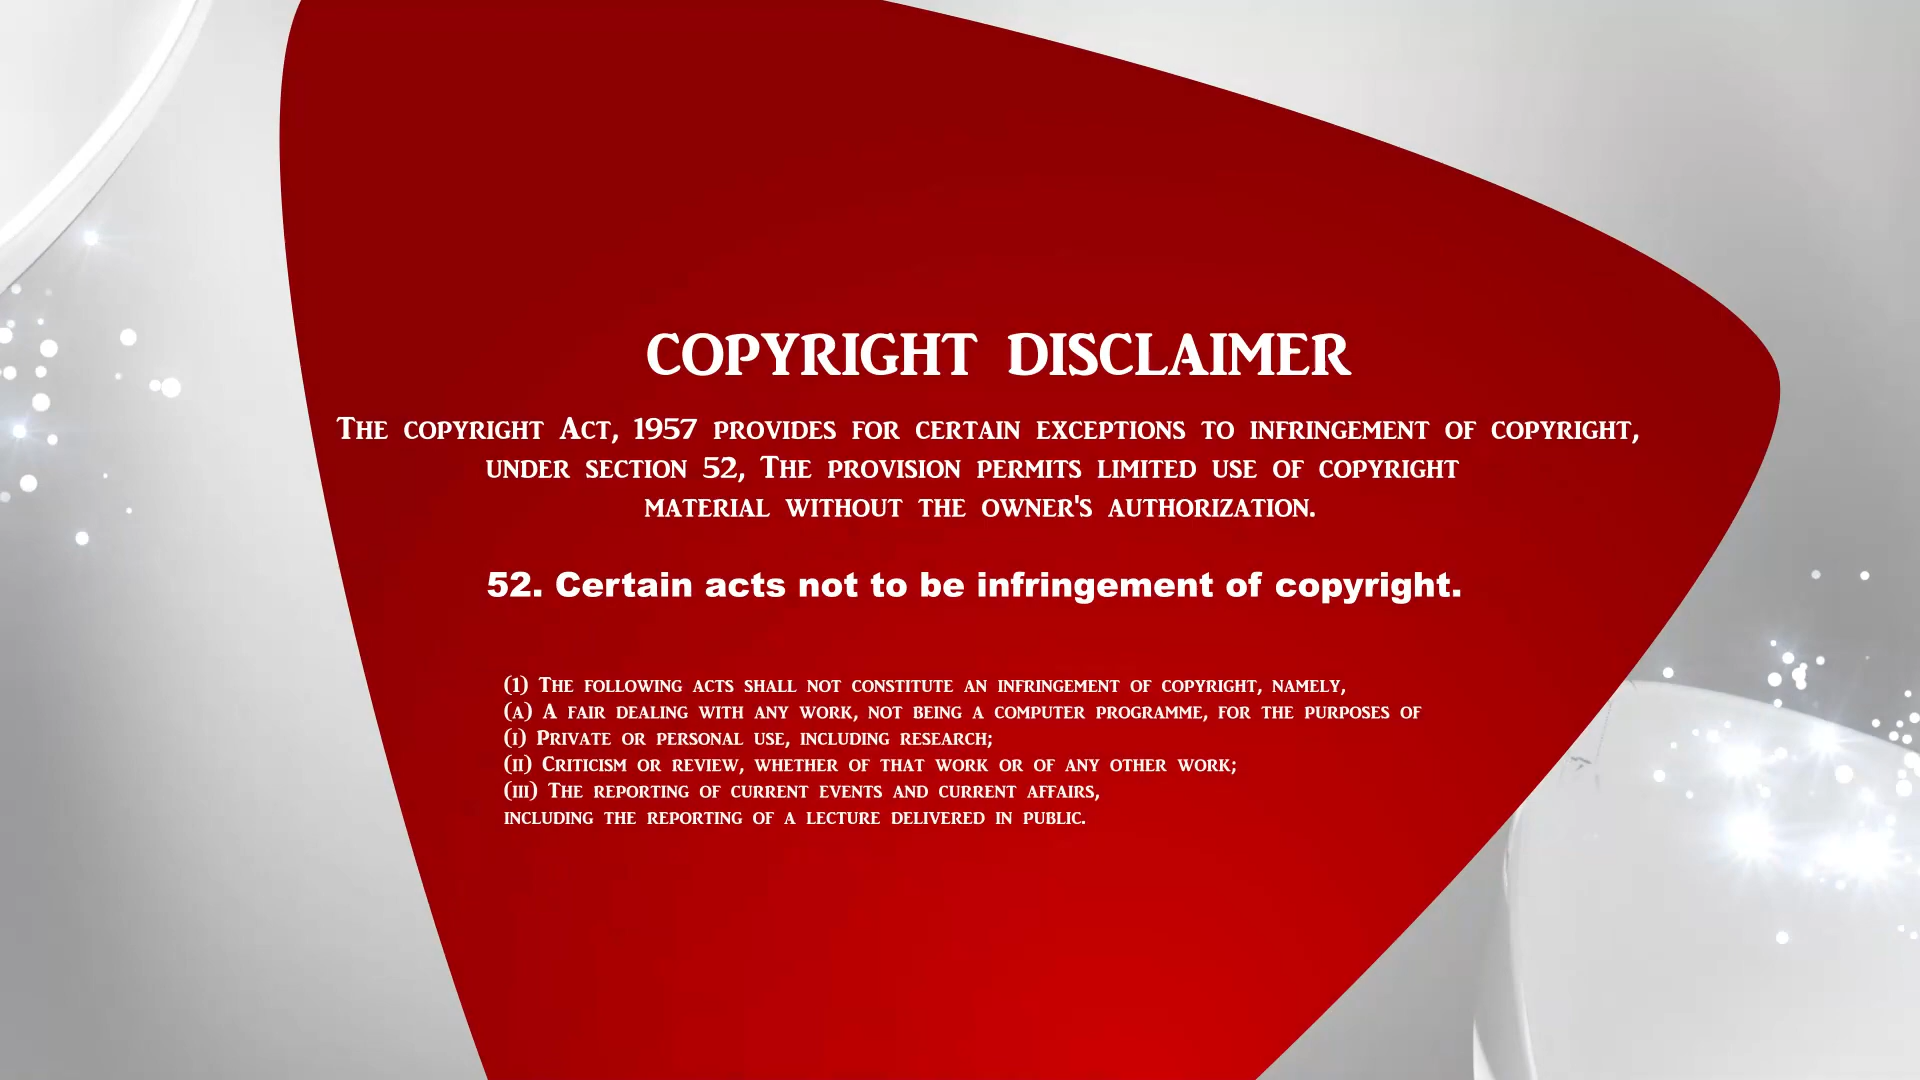 COPYRIGHT DISCLAIMER
The copyright Act, 1957 provides for certain exceptions to infringement of copyright,
under section 52, The provision permits limited use of copyright
material without the owner's authorization.
52. Certain acts not to be infringement of copyright.
(1) The following acts shall not constitute an infringement of copyright, namely,
(a) A fair dealing with any work, not being a computer programme, for the purposes of
(i) Private or personal use, including research;
(ii) Criticism or review, whether of that work or of any other work;
(iii) The reporting of current events and current affairs,
including the reporting of a lecture delivered in public.